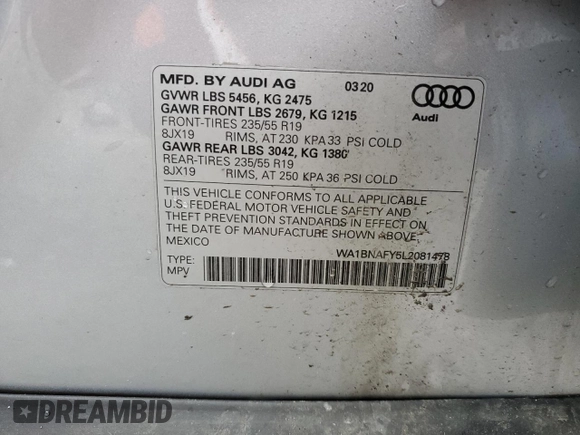 MFD. BY AUDI AG 03 20
GVWR LBS 5456, KG 2475
GAWR FRONT LBS 2679, KG 1215
FRONT-TIRES 235/55 R19
8JX19 RIMS, AT 230 KPA 33 PSI COLD
GAWR REAR LBS 3042, KG 1380
REAR-TIRES 235/55 R19
8JX19 RIMS, AT 250 KPA 36 PSI COLD
Audi
THIS VEHICLE CONFORMS TO ALL APPLICABLE
U.S. FEDERAL MOTOR VEHICLE SAFETY AND
THEFT PREVENTION STANDARDS IN EFFECT ON
THE DATE OF MANUFACTURE SHOWN ABOVE.
MEXICO
WA1BNAFY5L2081478
TYPE:
MPV
DREAMBID